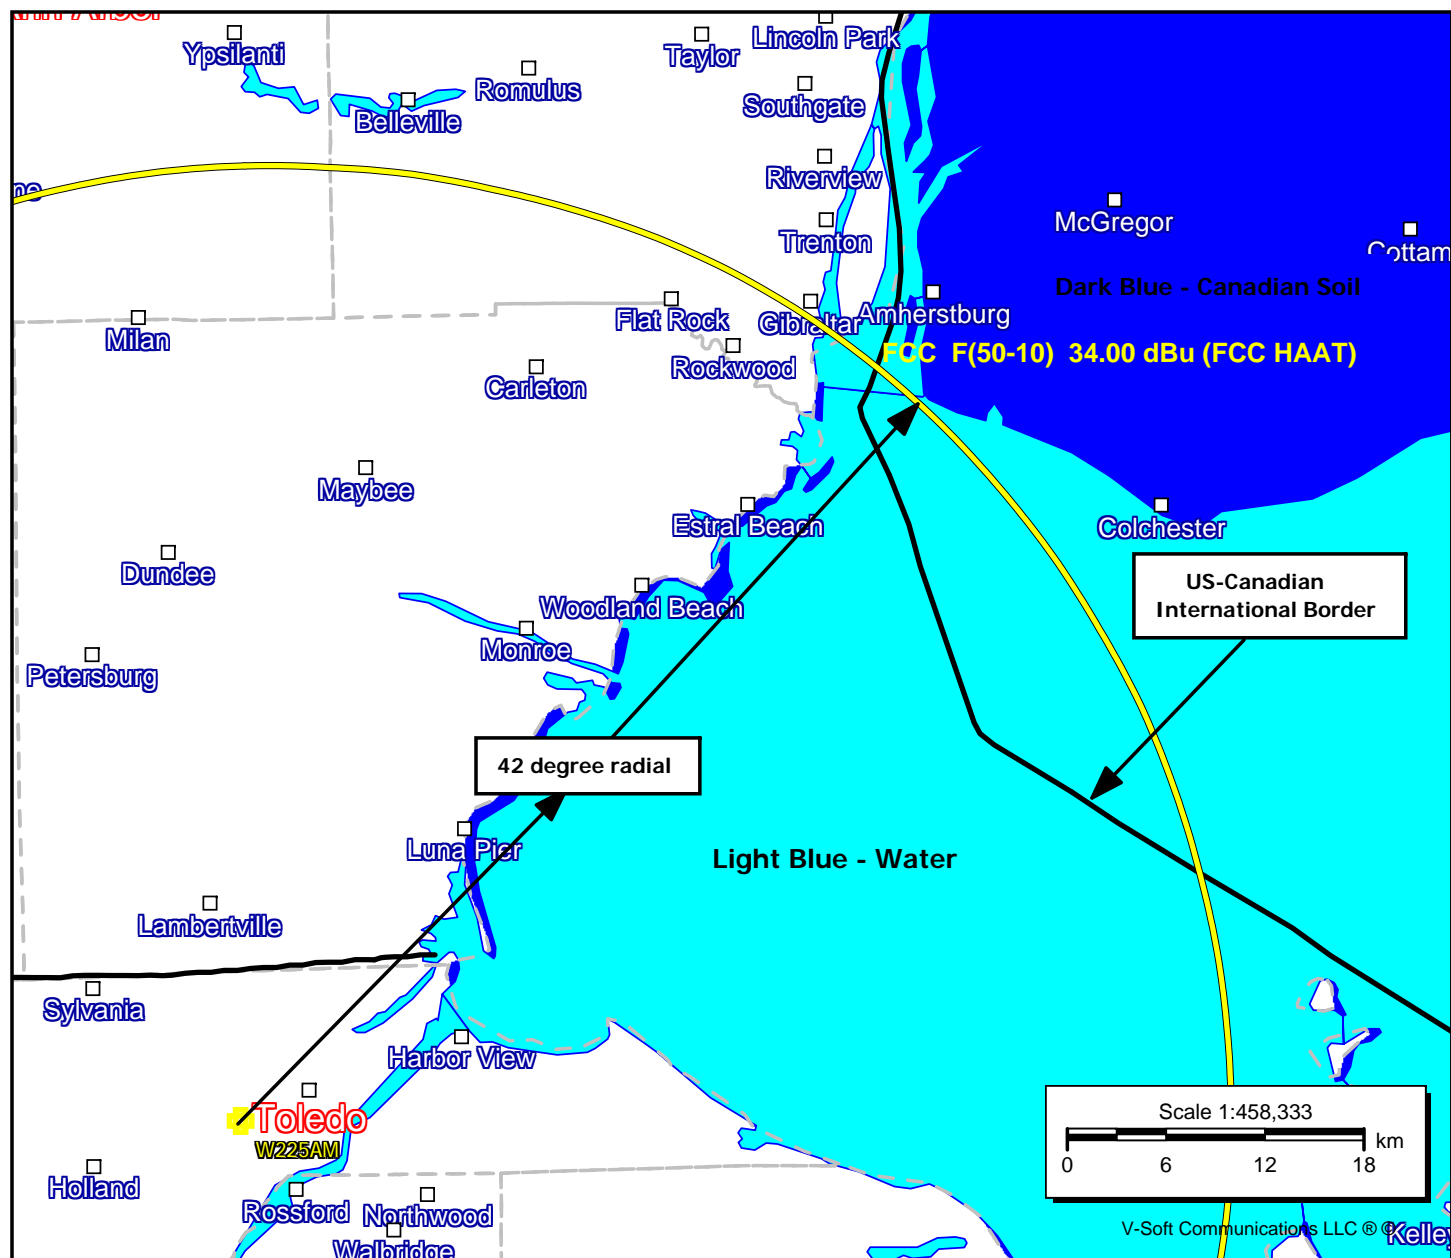 Ann Arbor
Ypsilanti
Belleville
Romulus
Taylor
Lincoln Park
Southgate
Riverview
Trenton
McGregor
Cottam
Dark Blue - Canadian Soil
Milan
Flat Rock
Gibraltar
Amherstburg
Rockwood
FCC F(50-10) 34.00 dBu (FCC HAAT)
Carleton
Maybee
Estral Beach
Colchester
Dundee
US-Canadian
International Border
Woodland Beach
Monroe
Petersburg
42 degree radial
Luna Pier
Light Blue - Water
Lambertville
Sylvania
Harbor View
Toledo
W225AM
Scale 1:458,333
km
0 6 12 18
Holland
Rossford
Northwood
Walbridge
V-Soft Communications LLC ® ©
Kelley